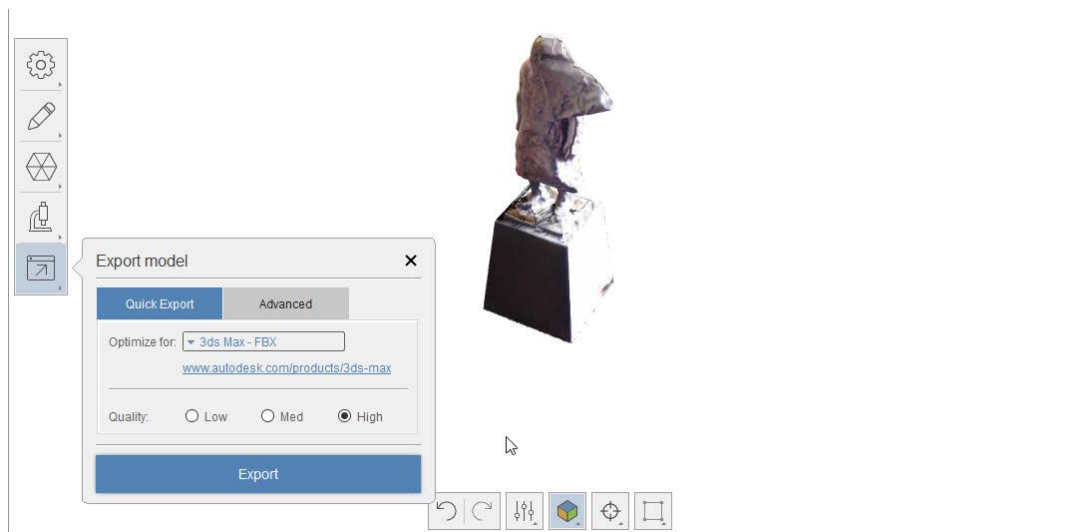 Export model
Quick Export Advanced
Optimize for: 3ds Max - FBX
www.autodesk.com/products/3ds-max
Quality: Low Med High
Export